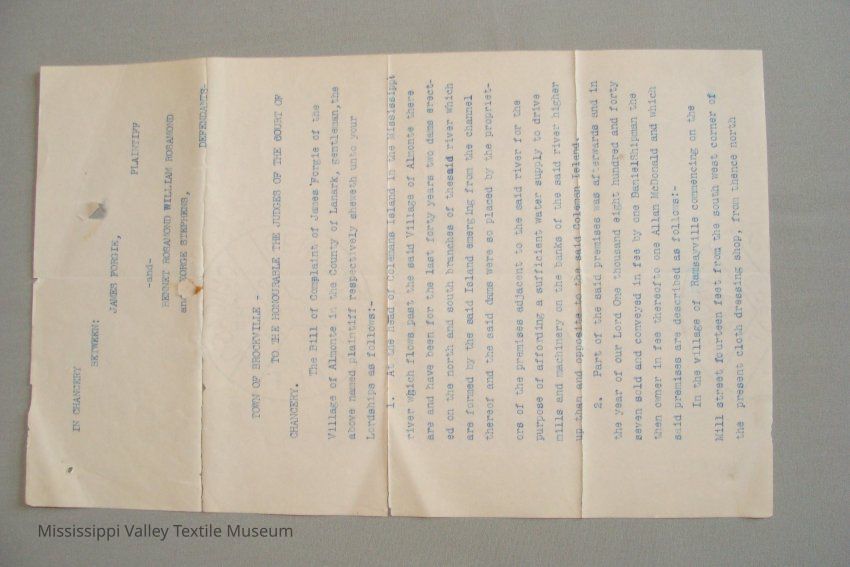 IN CHANCERY
BETWEEN:
JAMES FORGIE,
PLAINTIFF
-and-
BENNET ROSAMOND WILLIAM ROSAMOND
and GEORGE STEPHENS,
DEFENDANTS-
TOWN OF BROCKVILLE -
TO THE HONOURABLE THE JUDGES OF THE COURT OF
CHANCERY.
The Bill of Complaint of James Forgie of the
Village of Almonte in the County of Lanark, gentleman, the
above named plaintiff respectively sheweth unto your
Lordships as follows:-
1. At the head of Colemans Island in the Mississippi
river which flows past the said Village of Almonte there
are and have been for the last forty years two dams erect-
ed on the north and south branches of thesaid river which
are formed by the said Island emerging from the channel
thereof and the said dams were so placed by the propriet-
ors of the premises adjacent to the said river for the
purpose of affording a sufficient water supply to drive
mills and machinery on the banks of the said river higher
up than and opposite to the said Coleman Island.
2. Part of the said premises was afterwards and in
the year of our Lord One thousand eight hundred and forty
seven sold and conveyed in fee by one DanielShipman the
then owner in fee thereofto one Allan McDonald and which
said premises are described as follows:-
In the village of Ramsayville commencing on the
Mill street fourteen feet from the south west corner of
the present cloth dressing shop, from thence north
Mississippi Valley Textile Museum